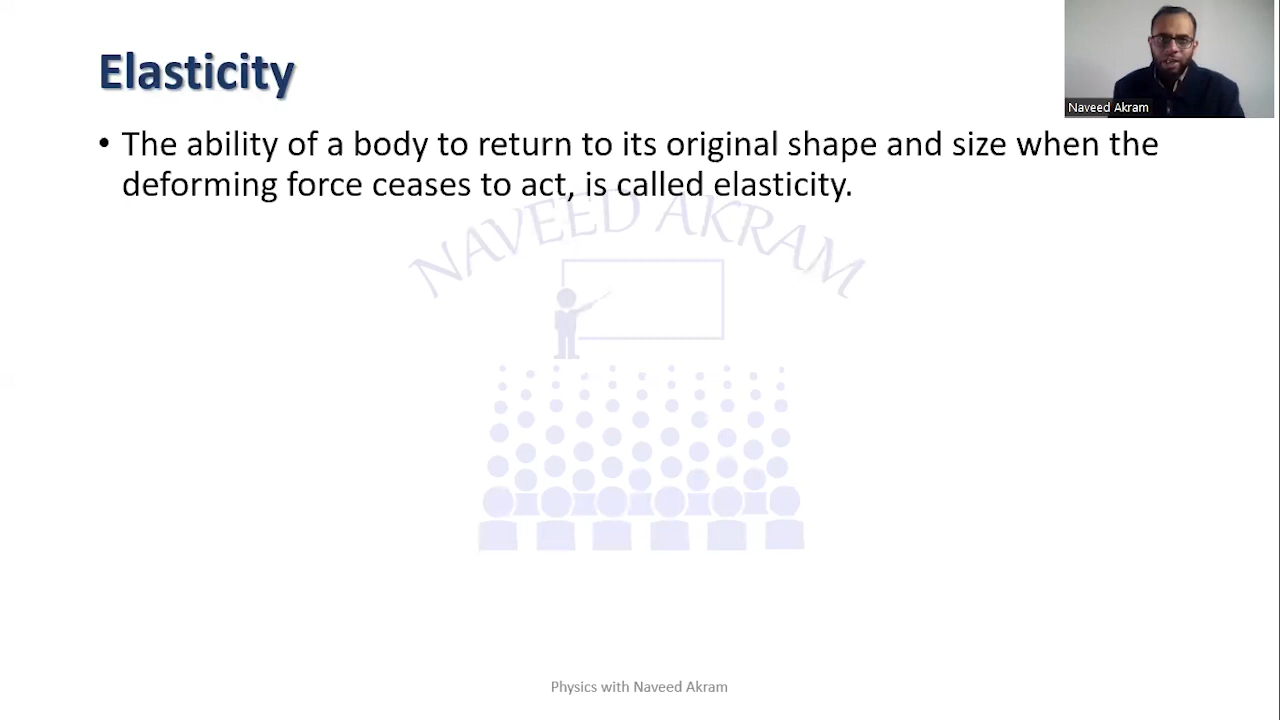 Elasticity
Naveed Akram
• The ability of a body to return to its original shape and size when the
deforming force ceases to act, is called elasticity.
NAVEED AKRAM
Physics with Naveed Akram